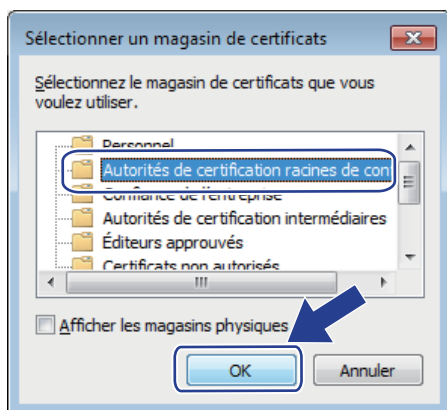 Sélectionner un magasin de certificats
Sélectionnez le magasin de certificats que vous
voulez utiliser.
Personnel
Autorités de certification racines de con
Confiance de l'entreprise
Autorités de certification intermédiaires
Éditeurs approuvés
Certificats non autorisés
Afficher les magasins physiques
OK
Annuler